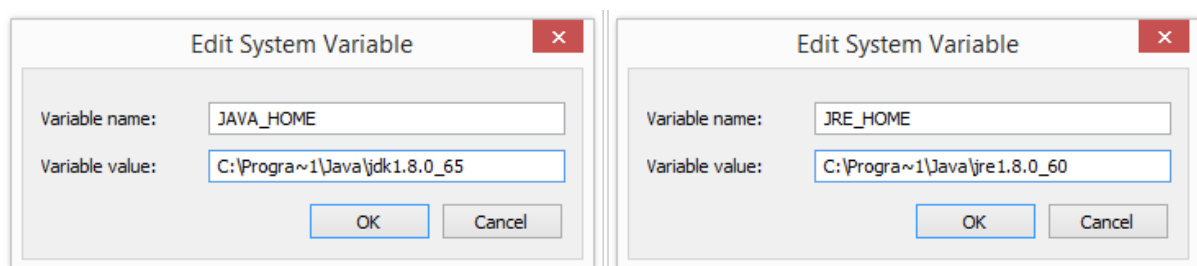 Edit System Variable
Variable name: JAVA_HOME
Variable value: C:\Progra~1\Java\jdk1.8.0_65
OK Cancel
Edit System Variable
Variable name: JRE_HOME
Variable value: C:\Progra~1\Java\jre1.8.0_60
OK Cancel